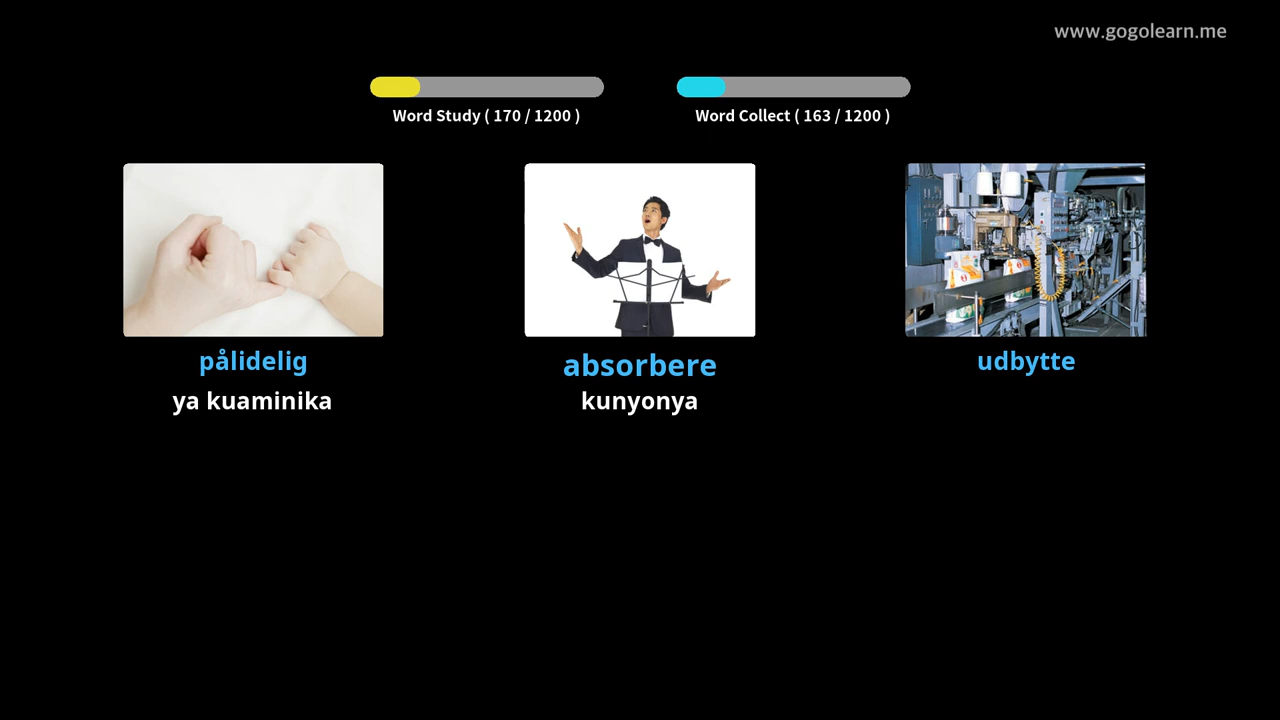 www.gogolearn.me
Word Study ( 170 / 1200 )
Word Collect ( 163 / 1200 )
pålidelig
absorbere
udbytte
ya kuaminika
kunyonya